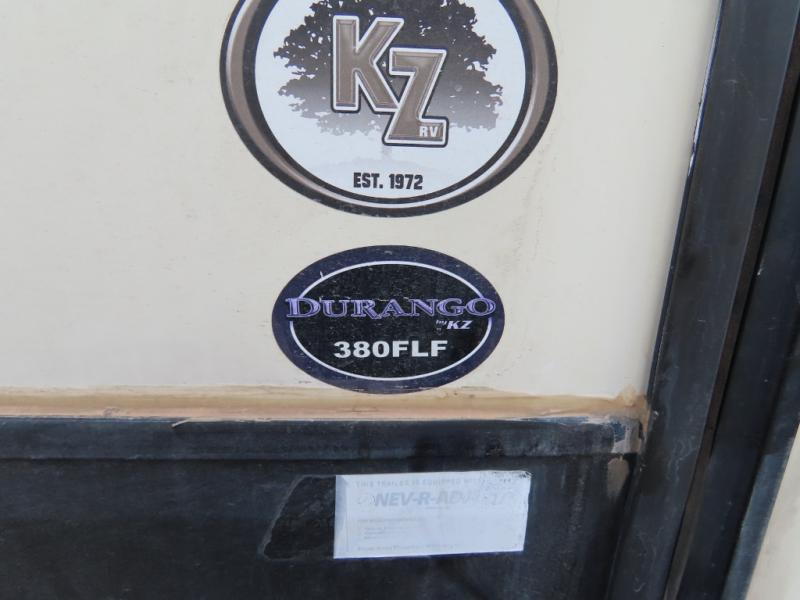 KZ
RV
EST. 1972
DURANGO
by KZ
380FLF
THIS TRAILER IS EQUIPPED WITH
NEV-R-ADJUST